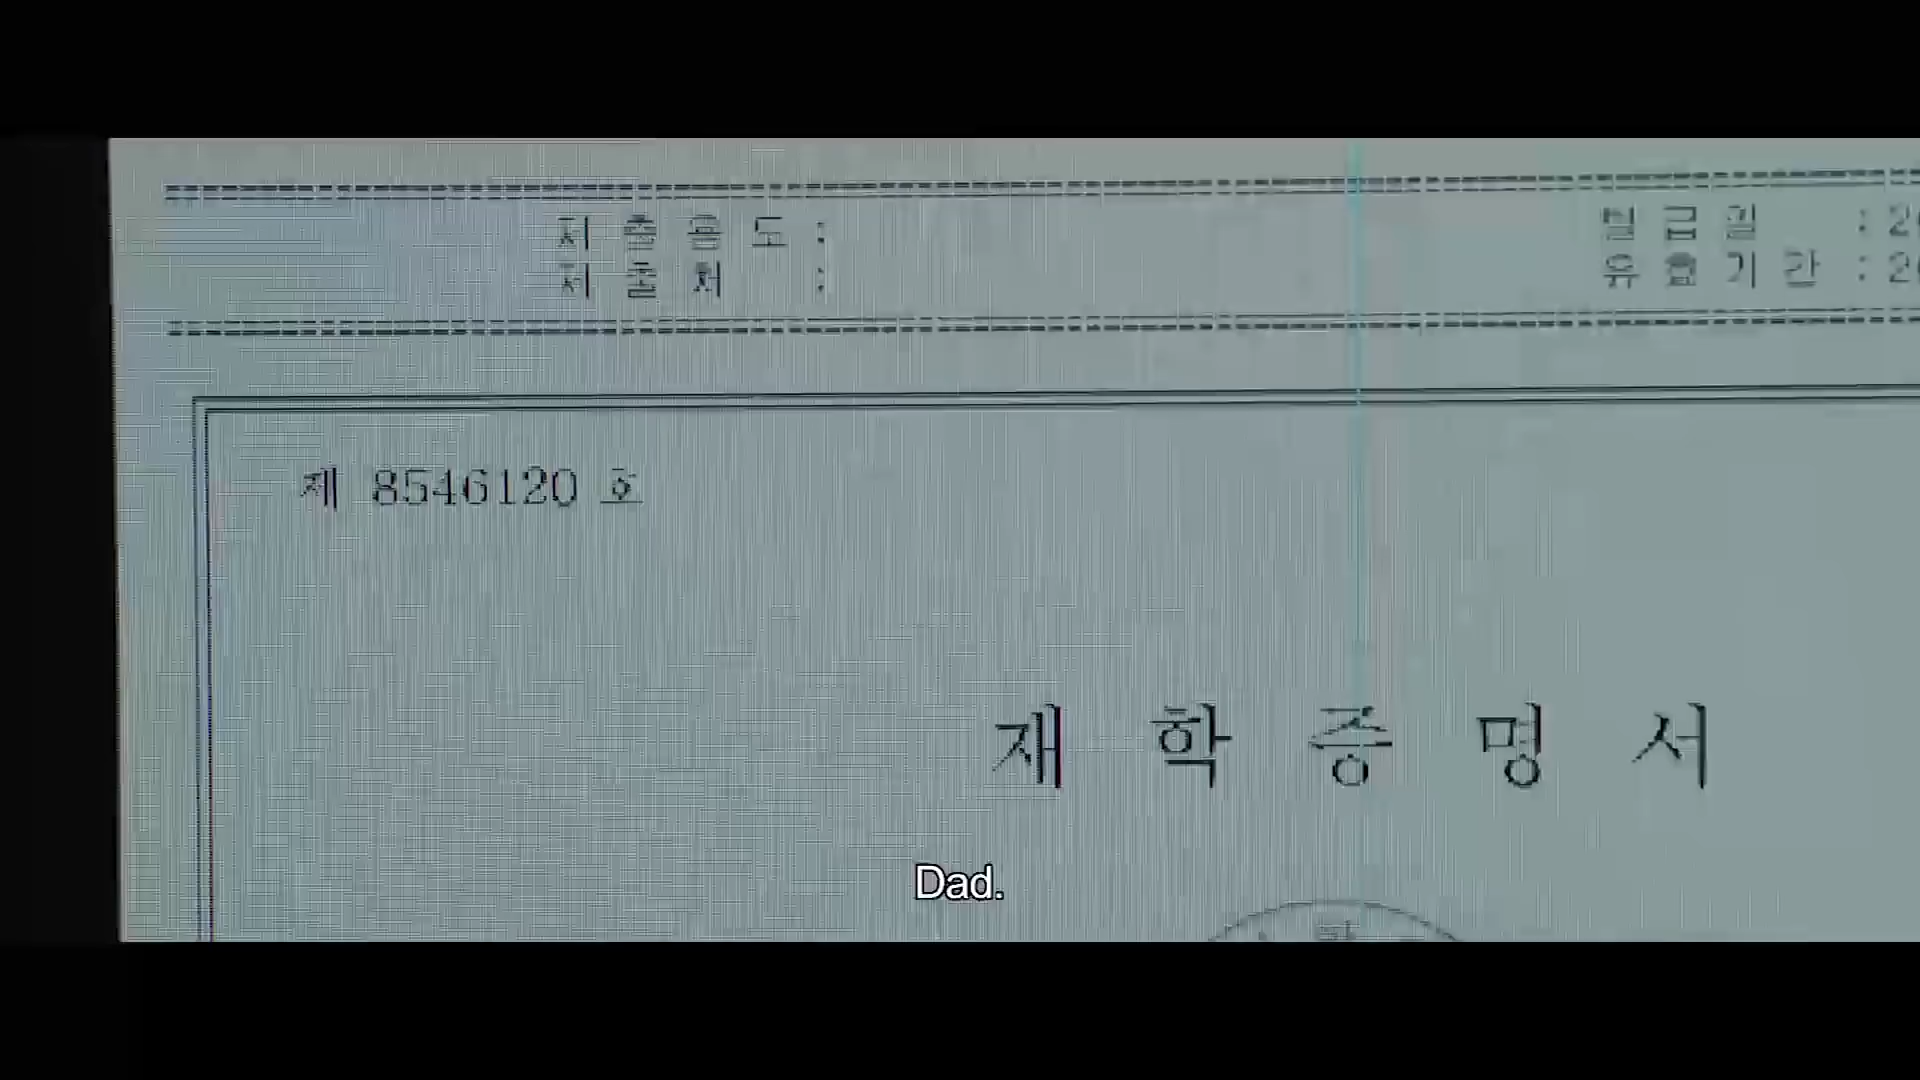 제출용도 :
발급일 : 2
제출처 :
유효기간 : 20
제 8546120 호
재 학 증 명 서
Dad.